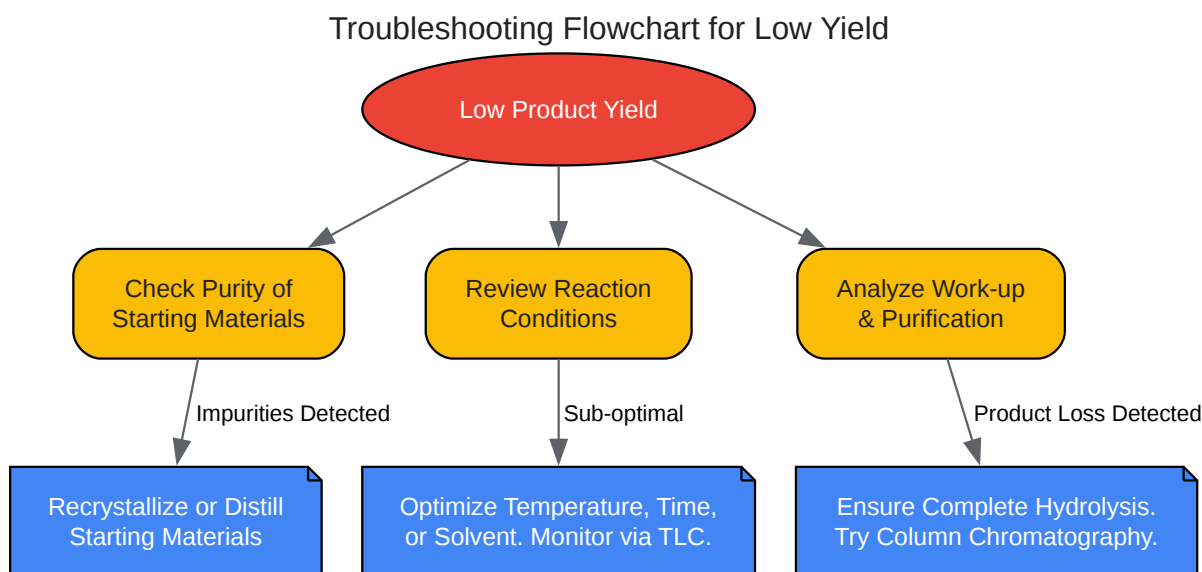 Troubleshooting Flowchart for Low Yield
Low Product Yield
Check Purity of
Starting Materials
Review Reaction
Conditions
Analyze Work-up
& Purification
Impurities Detected
Sub-optimal
Product Loss Detected
Recrystallize or Distill
Starting Materials
Optimize Temperature, Time,
or Solvent. Monitor via TLC.
Ensure Complete Hydrolysis.
Try Column Chromatography.